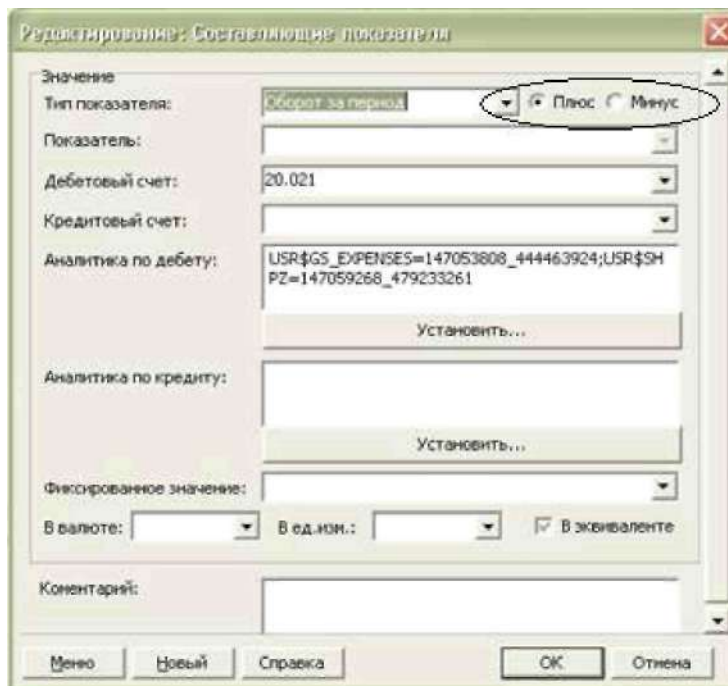 Редактирование: Составляющие показателя
Значение
Тип показателя: Оборот за период Плюс Минус
Показатель:
Дебетовый счет: 20.021
Кредитовый счет:
Аналитика по дебету: USR$GS_EXPENSES=147053808_444463924;USR$SH
PZ=147059268_479233261
Установить...
Аналитика по кредиту:
Установить...
Фиксированное значение:
В валюте: В ед.изм.: В эквиваленте
Коментарий:
Меню Новый Справка ОК Отмена